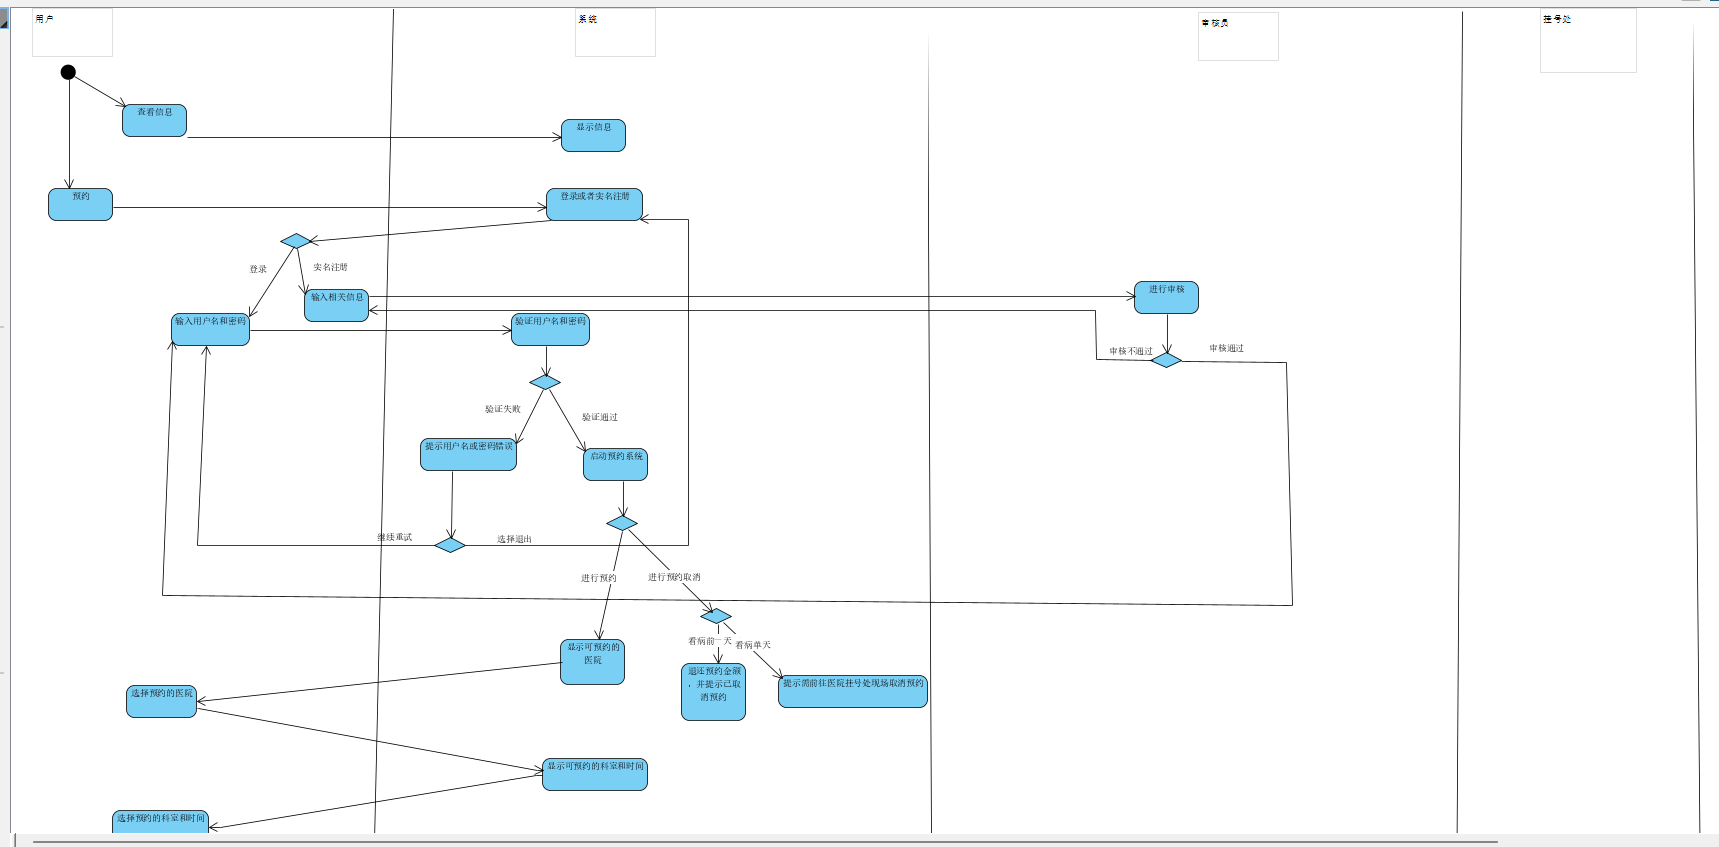 用户
系统
审核员
挂号处
查看信息
显示信息
预约
登录或者实名注册
登录
实名注册
输入相关信息
进行审核
输入用户名和密码
验证用户名和密码
审核不通过
审核通过
验证失败
验证通过
提示用户名或密码错误
启动预约系统
继续重试
选择退出
进行预约
进行预约取消
看病前一天
看病单天
显示可预约的
医院
退还预约金额
，并提示已取
消预约
提示需前往医院挂号处现场取消预约
选择预约的医院
显示可预约的科室和时间
选择预约的科室和时间